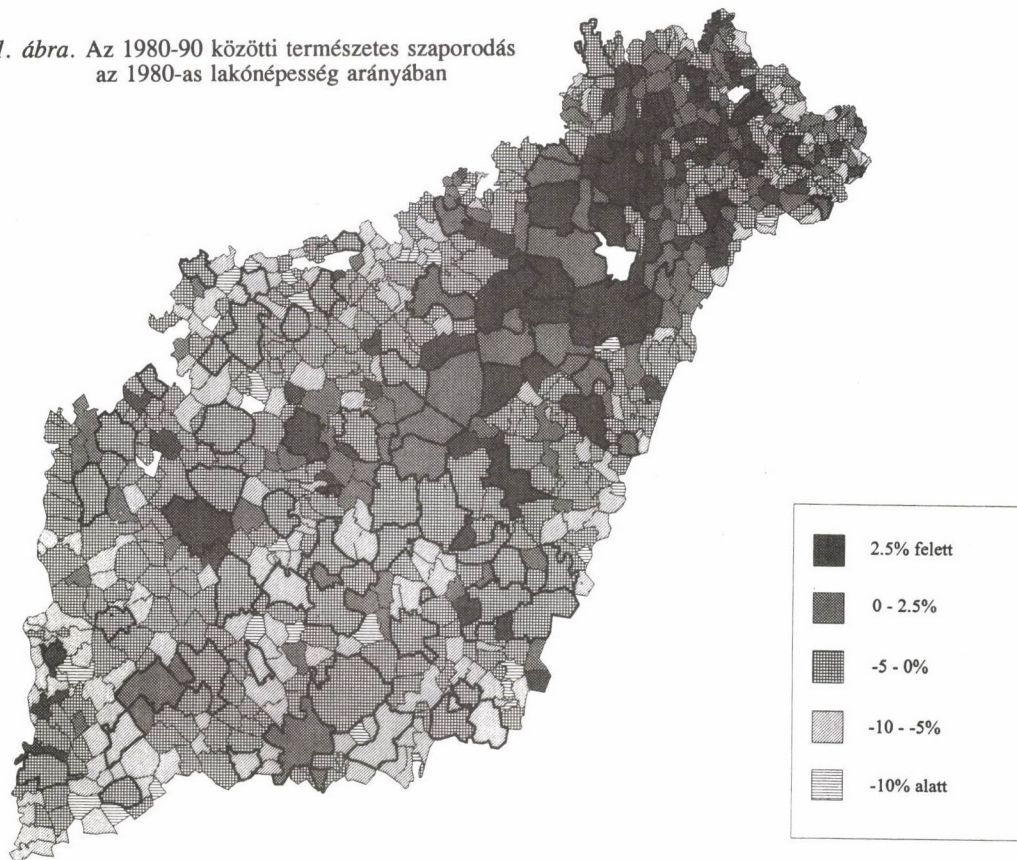 1. ábra. Az 1980-90 közötti természetes szaporodás
az 1980-as lakónépesség arányában
2.5% felett
0 - 2.5%
-5 - 0%
-10 - -5%
-10% alatt